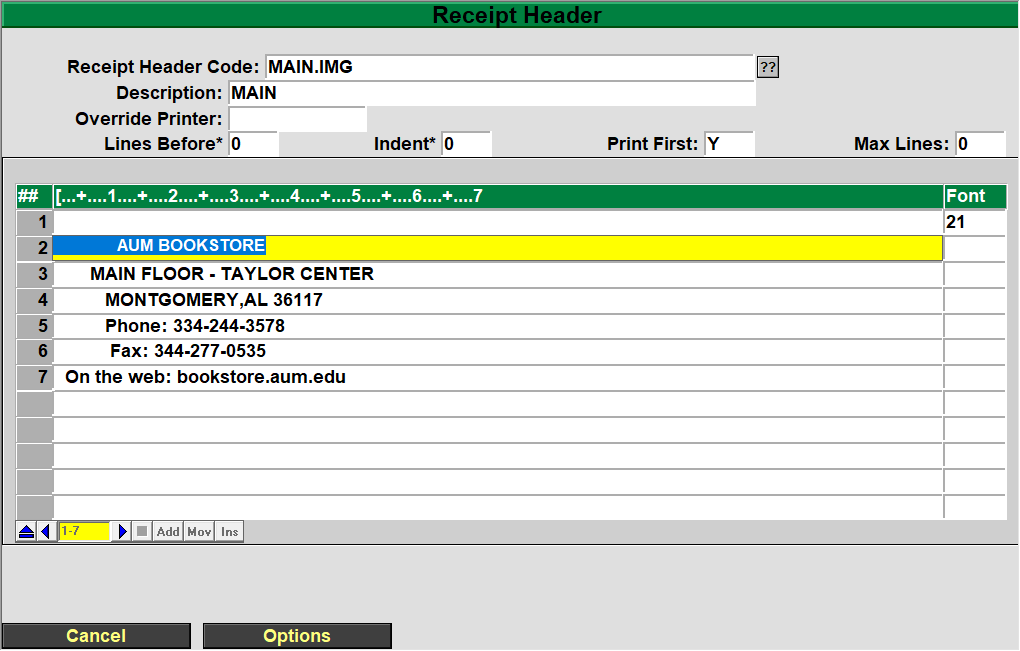 Receipt Header
Receipt Header Code: MAIN.IMG ??
Description: MAIN
Override Printer:
Lines Before* 0 Indent* 0 Print First: Y Max Lines: 0
## [...+....1....+....2....+....3....+....4....+....5....+....6....+....7 Font
1 21
2 AUM BOOKSTORE
3 MAIN FLOOR - TAYLOR CENTER
4 MONTGOMERY,AL 36117
5 Phone: 334-244-3578
6 Fax: 344-277-0535
7 On the web: bookstore.aum.edu
1-7 Add Mov Ins
Cancel Options